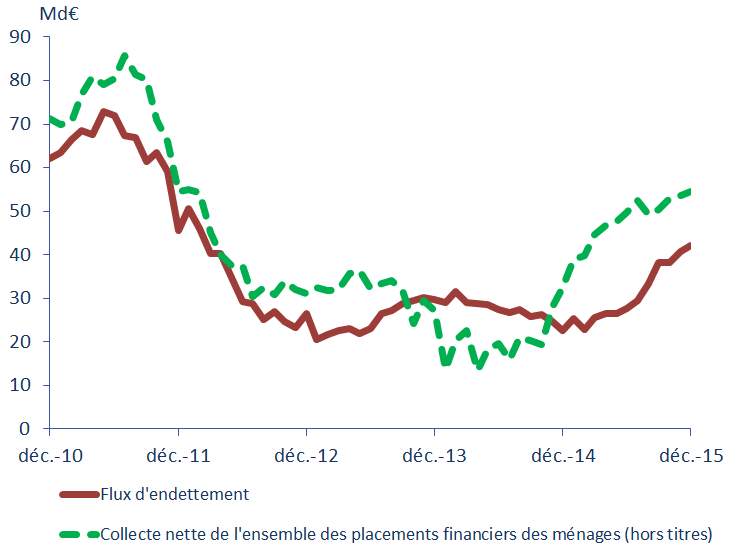 Md€
90
80
70
60
50
40
30
20
10
0
déc.-10 déc.-11 déc.-12 déc.-13 déc.-14 déc.-15
Flux d'endettement
Collecte nette de l'ensemble des placements financiers des ménages (hors titres)